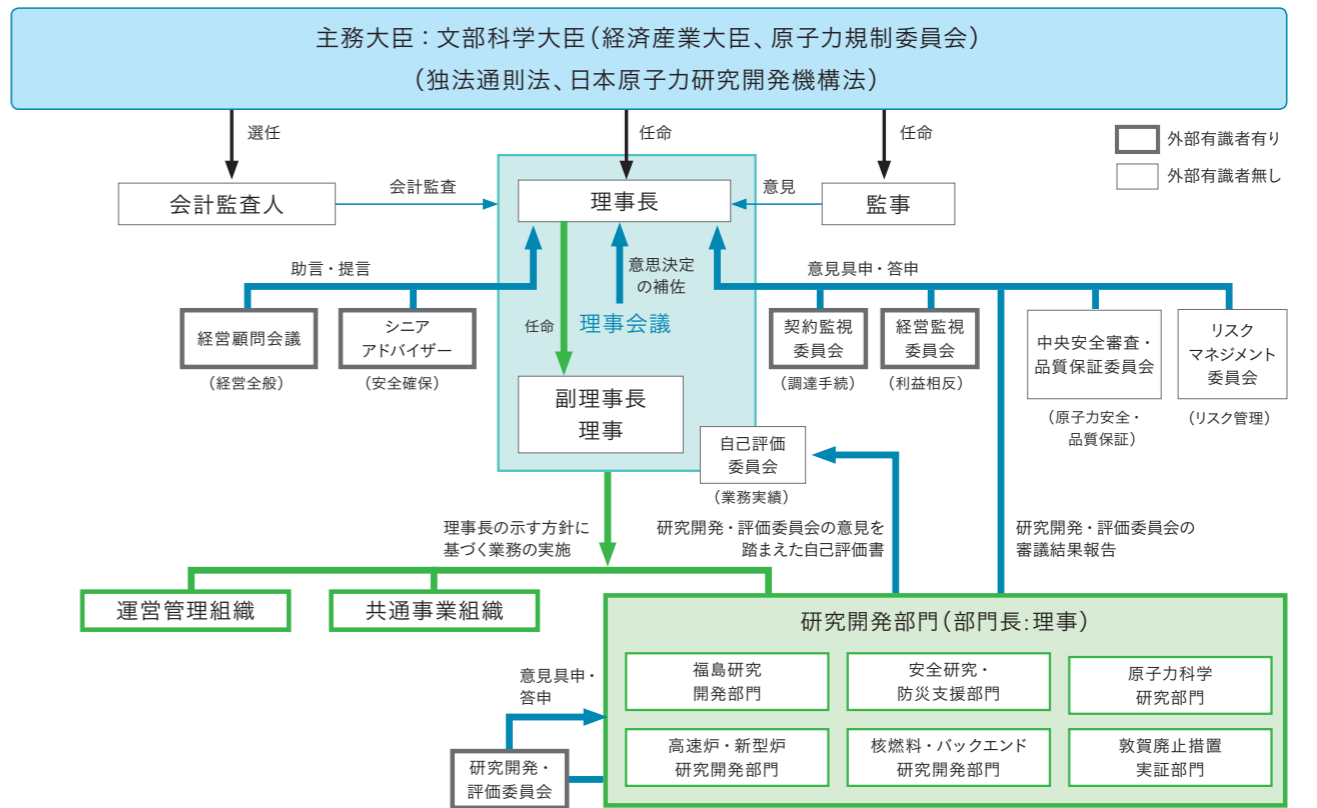 主務大臣：文部科学大臣（経済産業大臣、原子力規制委員会）
（独法通則法、日本原子力研究開発機構法）
選任
任命
任命
外部有識者有り
外部有識者無し
会計監査人
会計監査
理事長
意見
監事
助言・提言
意思決定
の補佐
意見具申・答申
任命
理事会議
経営顧問会議
（経営全般）
シニア
アドバイザー
（安全確保）
契約監視
委員会
（調達手続）
経営監視
委員会
（利益相反）
中央安全審査・
品質保証委員会
（原子力安全・
品質保証）
リスク
マネジメント
委員会
（リスク管理）
副理事長
理事
自己評価
委員会
（業務実績）
理事長の示す方針に
基づく業務の実施
研究開発・評価委員会の意見を
踏まえた自己評価書
研究開発・評価委員会の
審議結果報告
運営管理組織
共通事業組織
研究開発部門（部門長:理事）
福島研究
開発部門
安全研究・
防災支援部門
原子力科学
研究部門
高速炉・新型炉
研究開発部門
核燃料・バックエンド
研究開発部門
敦賀廃止措置
実証部門
意見具申・
答申
研究開発・
評価委員会